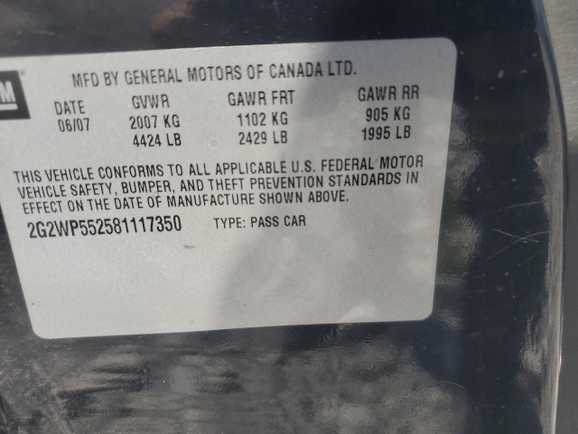 GM
MFD BY GENERAL MOTORS OF CANADA LTD.
DATE GVWR GAWR FRT GAWR RR
06/07 2007 KG 1102 KG 905 KG
4424 LB 2429 LB 1995 LB
THIS VEHICLE CONFORMS TO ALL APPLICABLE U.S. FEDERAL MOTOR
VEHICLE SAFETY, BUMPER, AND THEFT PREVENTION STANDARDS IN
EFFECT ON THE DATE OF MANUFACTURE SHOWN ABOVE.
2G2WP552581117350 TYPE: PASS CAR